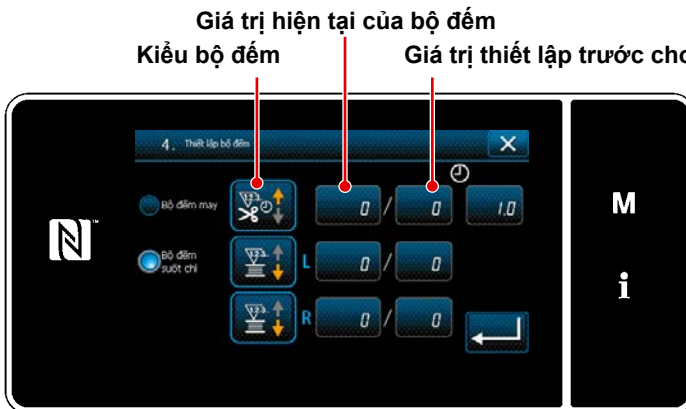 Giá trị hiện tại của bộ đếm
Kiểu bộ đếm
Giá trị thiết lập trước cho
4. Thiết lập bộ đếm
Bộ đếm may
0 / 0
1.0
M
Bộ đếm
suốt chỉ
L
0 / 0
i
R
0 / 0